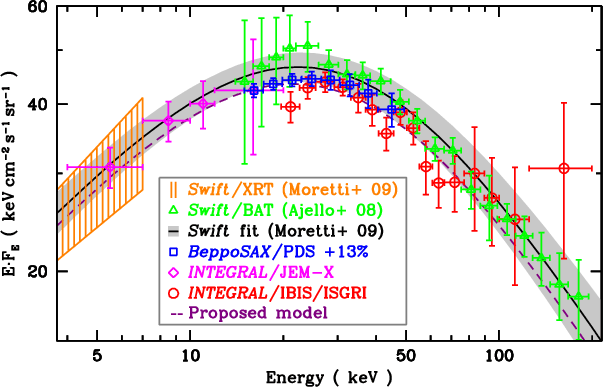 60
40
20
E·F_E ( keV cm⁻² s⁻¹ sr⁻¹ )
Swift/XRT (Moretti+ 09)
Swift/BAT (Ajello+ 08)
Swift fit (Moretti+ 09)
BeppoSAX/PDS +13%
INTEGRAL/JEM-X
INTEGRAL/IBIS/ISGRI
Proposed model
5 10 50 100
Energy ( keV )